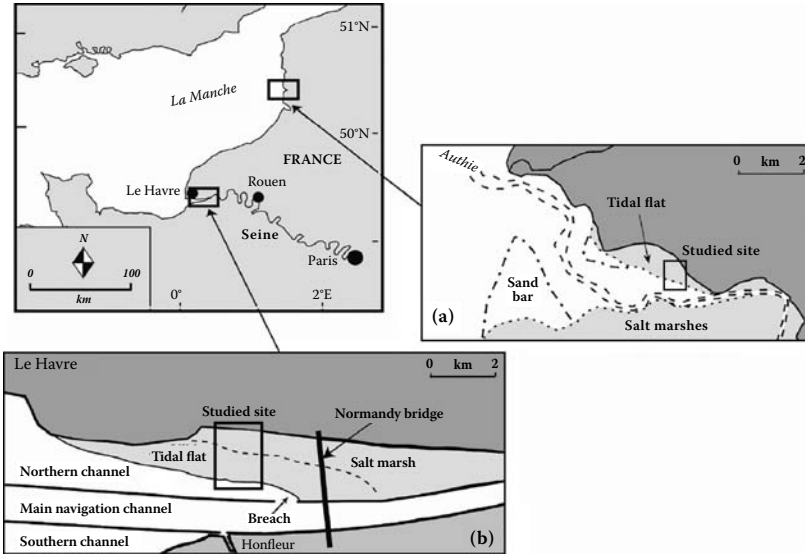 51°N
La Manche
50°N
FRANCE
Le Havre
Rouen
Seine
N
Paris
0 100
km
0° 2°E
Authie
0 km 2
Tidal flat
Studied site
Sand
bar
(a)
Salt marshes
Le Havre
0 km 2
Studied site
Normandy bridge
Tidal flat
Salt marsh
Northern channel
Main navigation channel
Breach
(b)
Southern channel
Honfleur